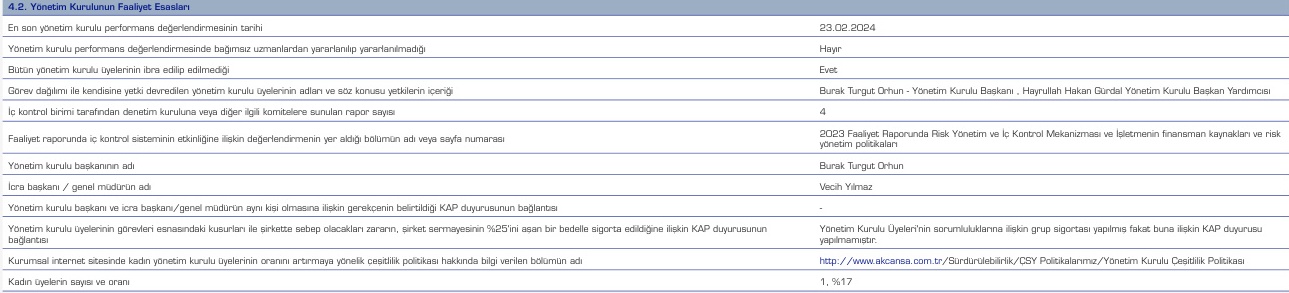 4.2. Yönetim Kurulunun Faaliyet Esasları
En son yönetim kurulu performans değerlendirmesinin tarihi 23.02.2024
Yönetim kurulu performans değerlendirmesinde bağımsız uzmanlardan yararlanılıp yararlanılmadığı Hayır
Bütün yönetim kurulu üyelerinin ibra edilip edilmediği Evet
Görev dağılımı ile kendisine yetki devredilen yönetim kurulu üyelerinin adları ve söz konusu yetkilerin içeriği Burak Turgut Orhun - Yönetim Kurulu Başkanı , Hayrullah Hakan Gürdal Yönetim Kurulu Başkan Yardımcısı
İç kontrol birimi tarafından denetim kuruluna veya diğer ilgili komitelere sunulan rapor sayısı 4
Faaliyet raporunda iç kontrol sisteminin etkinliğine ilişkin değerlendirmenin yer aldığı bölümün adı veya sayfa numarası 2023 Faaliyet Raporunda Risk Yönetim ve İç Kontrol Mekanizması ve İşletmenin finansman kaynakları ve risk
yönetim politikaları
Yönetim kurulu başkanının adı Burak Turgut Orhun
İcra başkanı / genel müdürün adı Vecih Yılmaz
Yönetim kurulu başkanı ve icra başkanı/genel müdürün aynı kişi olmasına ilişkin gerekçenin belirtildiği KAP duyurusunun bağlantısı -
Yönetim kurulu üyelerinin görevleri esnasındaki kusurları ile şirkette sebep olacakları zararın, şirket sermayesinin %25'ini aşan bir bedelle sigorta edildiğine ilişkin KAP duyurusunun
bağlantısı
Yönetim Kurulu Üyeleri'nin sorumluluklarına ilişkin grup sigortası yapılmış fakat buna ilişkin KAP duyurusu
yapılmamıştır.
Kurumsal internet sitesinde kadın yönetim kurulu üyelerinin oranını artırmaya yönelik çeşitlilik politikası hakkında bilgi verilen bölümün adı http://www.akcansa.com.tr/Sürdürülebilirlik/ÇSY Politikalarımız/Yönetim Kurulu Çeşitlilik Politikası
Kadın üyelerin sayısı ve oranı 1, %17